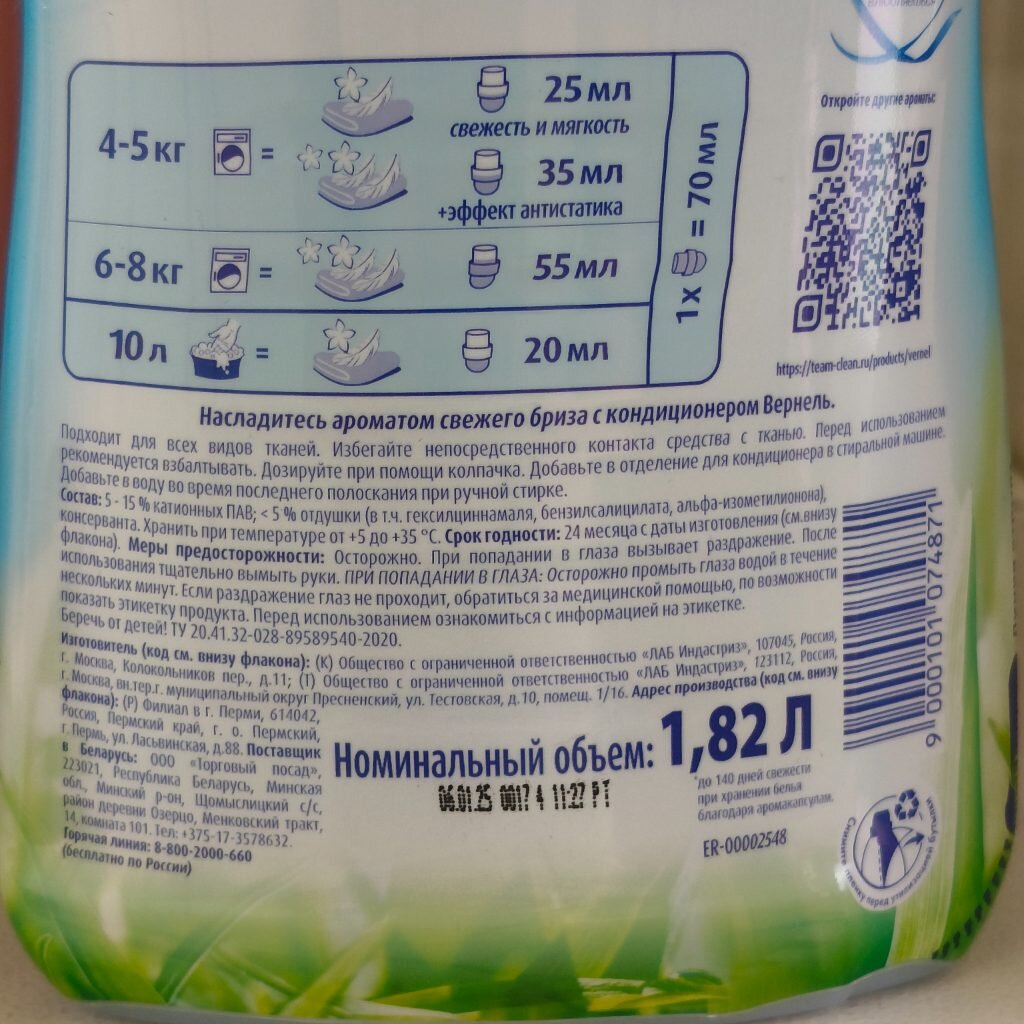 Откройте другие ароматы:
4-5 кг = 25 мл
свежесть и мягкость
35 мл
+эффект антистатика
6-8 кг = 55 мл
10 л = 20 мл
1x = 70 мл
https://team-clean.ru/products/vernel
Насладитесь ароматом свежего бриза с кондиционером Вернель.
Подходит для всех видов тканей. Избегайте непосредственного контакта средства с тканью. Перед использованием
рекомендуется взбалтывать. Дозируйте при помощи колпачка. Добавьте в отделение для кондиционера в стиральной машине.
Добавьте в воду во время последнего полоскания при ручной стирке.
Состав: 5 - 15 % катионных ПАВ; < 5 % отдушки (в т.ч. гексилциннамаля, бензилсалицилата, альфа-изометилионона),
консерванта. Хранить при температуре от +5 до +35 °C. Срок годности: 24 месяца с даты изготовления (см.внизу
флакона). Меры предосторожности: Осторожно. При попадании в глаза вызывает раздражение. После
использования тщательно вымыть руки. ПРИ ПОПАДАНИИ В ГЛАЗА: Осторожно промыть глаза водой в течение
нескольких минут. Если раздражение глаз не проходит, обратиться за медицинской помощью, по возможности
показать этикетку продукта. Перед использованием ознакомиться с информацией на этикетке.
Беречь от детей! ТУ 20.41.32-028-89589540-2020.
Изготовитель (код см. внизу флакона): (К) Общество с ограниченной ответственностью «ЛАБ Индастриз», 107045, Россия,
г. Москва, Колокольников пер., д.11; (Т) Общество с ограниченной ответственностью «ЛАБ Индастриз», 123112, Россия,
г. Москва, вн.тер.г. муниципальный округ Пресненский, ул. Тестовская, д.10, помещ. 1/16. Адрес производства (код см. внизу
флакона): (Р) Филиал в г. Перми, 614042,
Россия, Пермский край, г. о. Пермский,
г. Пермь, ул. Ласьвинская, д.88. Поставщик
в Беларусь: ООО «Торговый посад»,
223021, Республика Беларусь, Минская
обл., Минский р-он, Щомыслицкий с/с,
район деревни Озерцо, Менковский тракт,
14, комната 101. Тел: +375-17-3578632.
Горячая линия: 8-800-2000-660
(бесплатно по России)
Номинальный объем: 1,82 Л
06.01.25 0017 4 11:27 РТ
*до 140 дней свежести
при хранении белья
благодаря аромакапсулам.
ER-00002548
9 000101 074871
Снимите пленку перед утилизацией бутылки